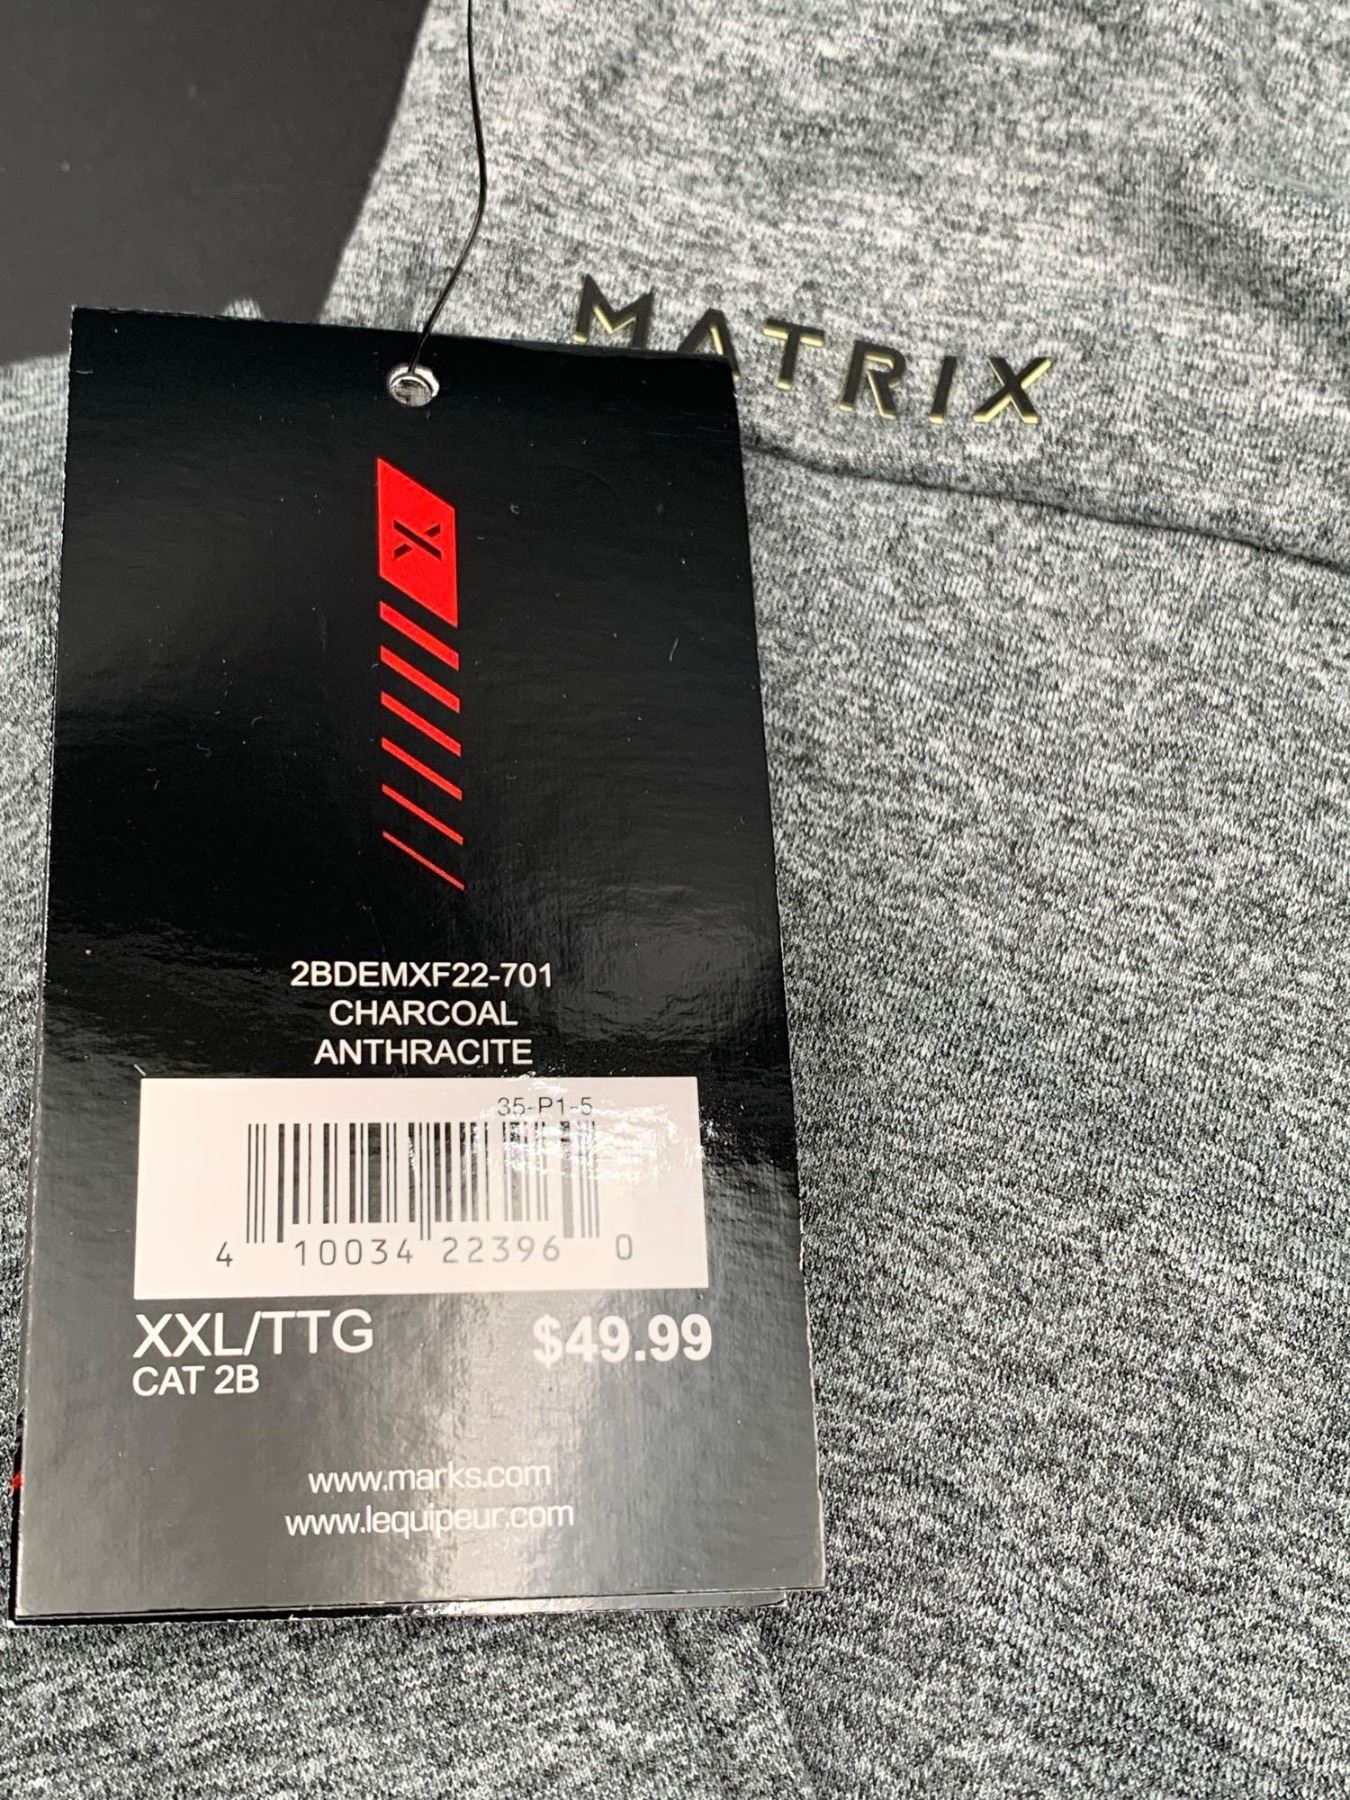 MATRIX
2BDEMXF22-701
CHARCOAL
ANTHRACITE
35-P1-5
4 10034 22396 0
XXL/TTG $49.99
CAT 2B
www.marks.com
www.lequipeur.com